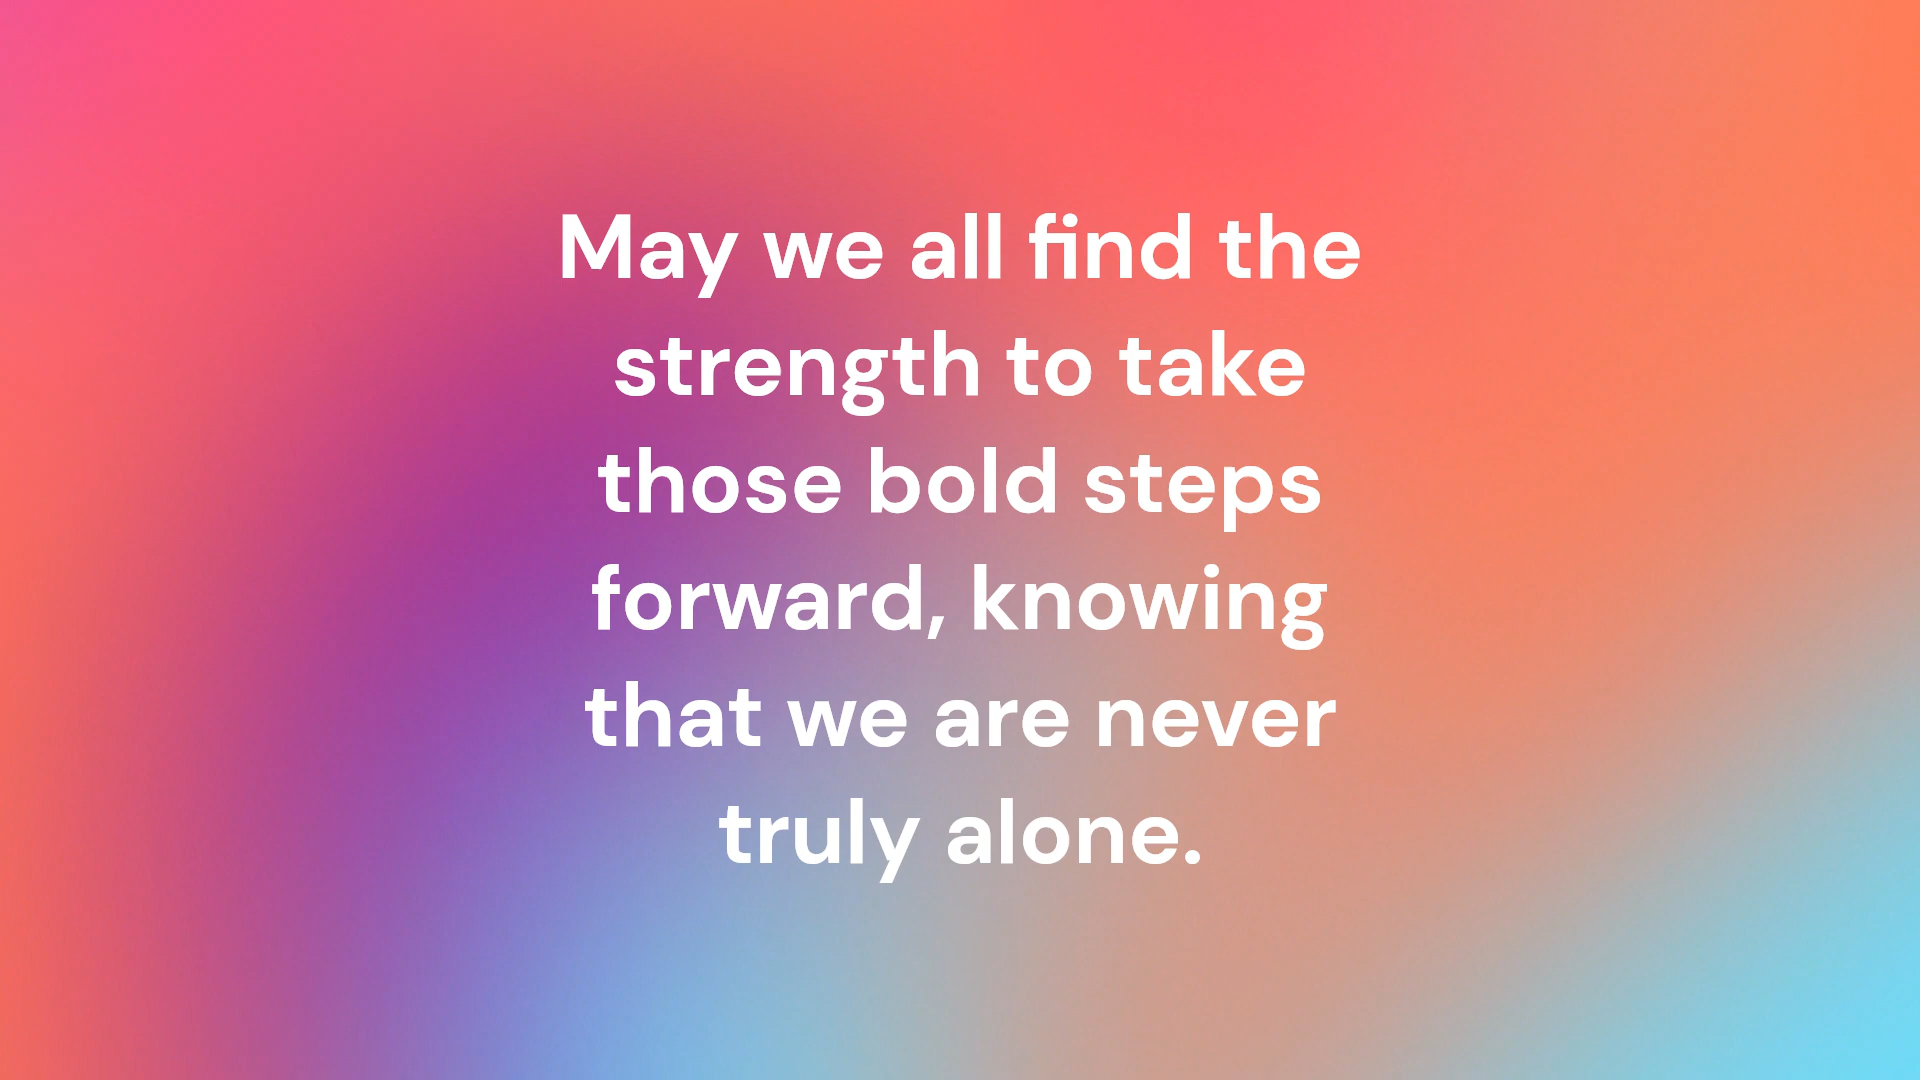 May we all find the
strength to take
those bold steps
forward, knowing
that we are never
truly alone.